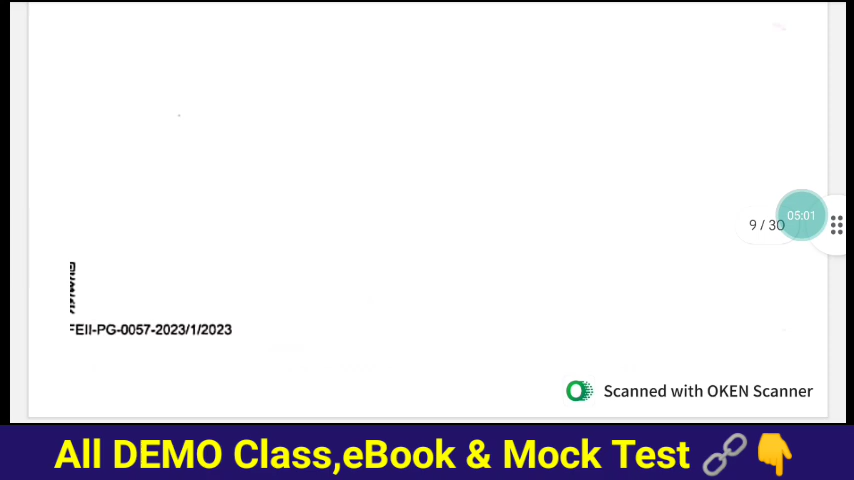 05:01
9 / 30
FEII-PG-0057-2023/1/2023
Scanned with OKEN Scanner
All DEMO Class,eBook & Mock Test 🔗👇